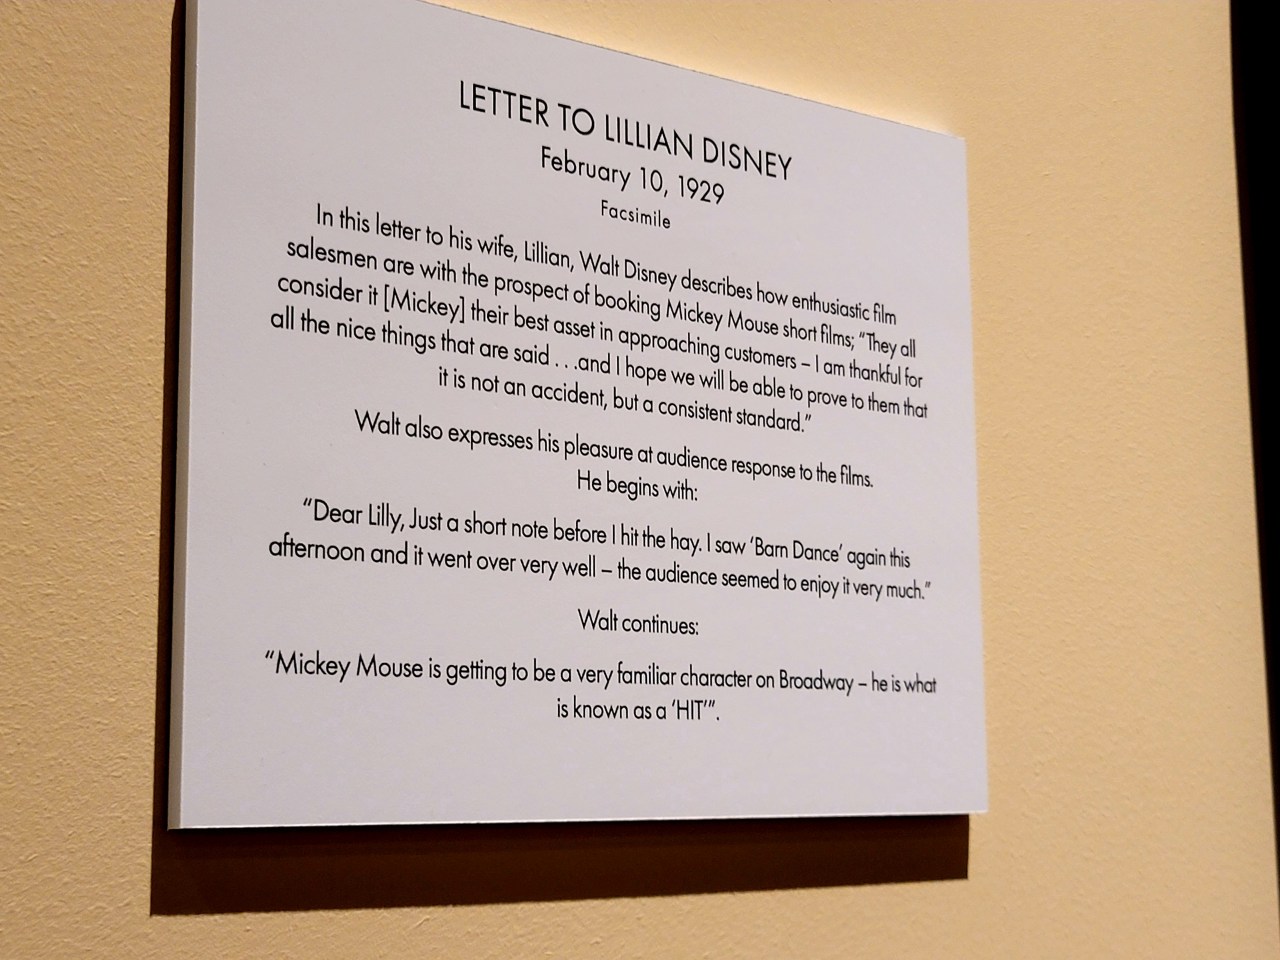 LETTER TO LILLIAN DISNEY
February 10, 1929
Facsimile
In this letter to his wife, Lillian, Walt Disney describes how enthusiastic film
salesmen are with the prospect of booking Mickey Mouse short films; “They all
consider it [Mickey] their best asset in approaching customers – I am thankful for
all the nice things that are said . . .and I hope we will be able to prove to them that
it is not an accident, but a consistent standard.”
Walt also expresses his pleasure at audience response to the films.
He begins with:
“Dear Lilly, Just a short note before I hit the hay. I saw ‘Barn Dance’ again this
afternoon and it went over very well – the audience seemed to enjoy it very much.”
Walt continues:
“Mickey Mouse is getting to be a very familiar character on Broadway – he is what
is known as a ‘HIT’”.